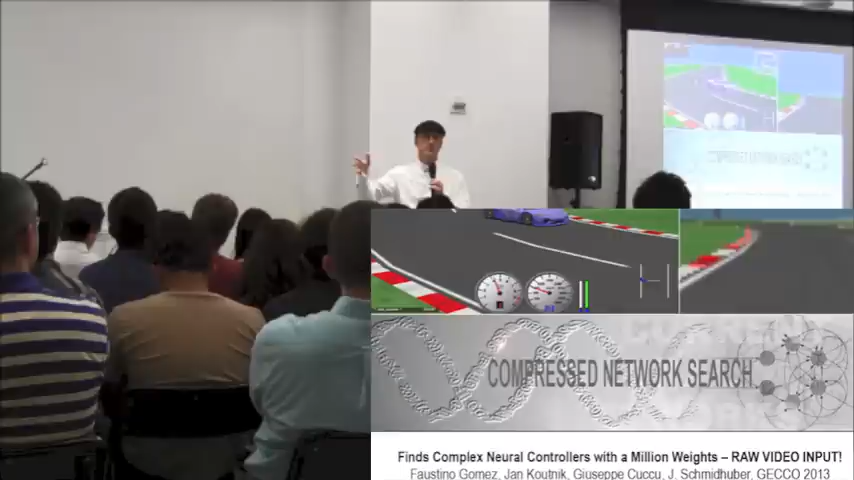 COMPRESSED NETWORK SEARCH
Finds Complex Neural Controllers with a Million Weights – RAW VIDEO INPUT!
Faustino Gomez, Jan Koutnik, Giuseppe Cuccu, J. Schmidhuber, GECCO 2013